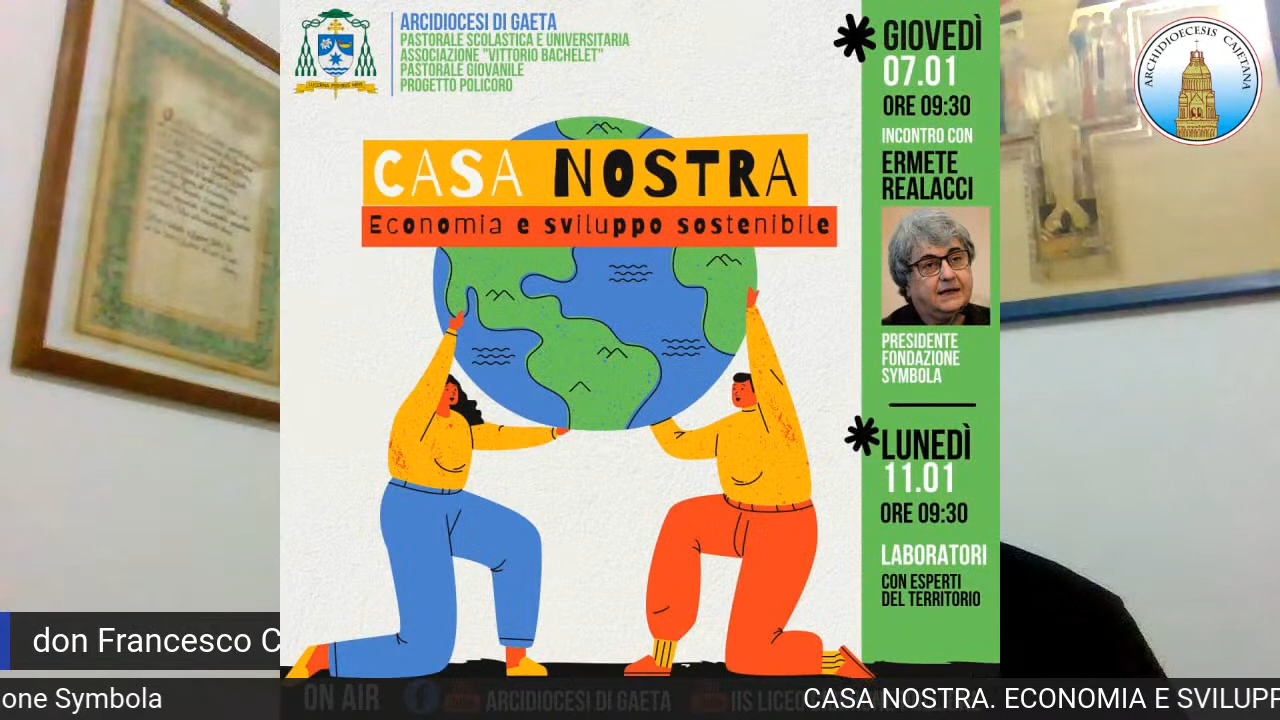 ARCIDIOCESI DI GAETA
PASTORALE SCOLASTICA E UNIVERSITARIA
ASSOCIAZIONE "VITTORIO BACHELET"
PASTORALE GIOVANILE
PROGETTO POLICORO
CASA NOSTRA
Economia e sviluppo sostenibile
GIOVEDÌ
07.01
ORE 09:30
INCONTRO CON
ERMETE
REALACCI
PRESIDENTE
FONDAZIONE
SYMBOLA
LUNEDÌ
11.01
ORE 09:30
LABORATORI
CON ESPERTI
DEL TERRITORIO
ARCHIDIOECESIS CAJETANA
don Francesco C
ON AIR
ARCIDIOCESI DI GAETA
IIS LICEO
one Symbola
CASA NOSTRA. ECONOMIA E SVILUPP